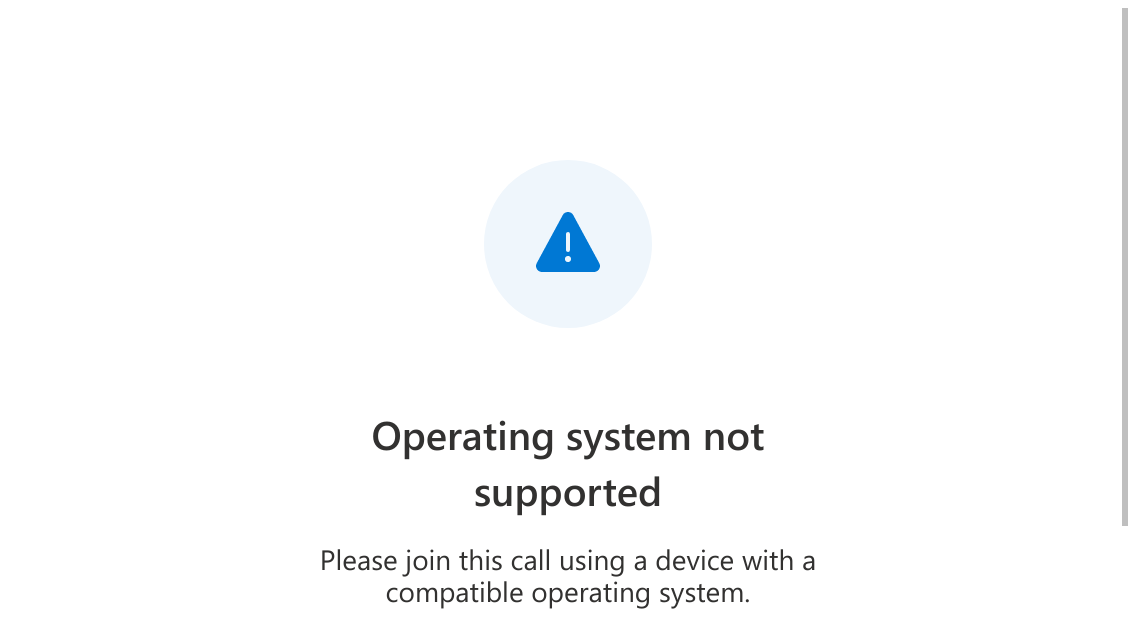 Operating system not
supported
Please join this call using a device with a
compatible operating system.